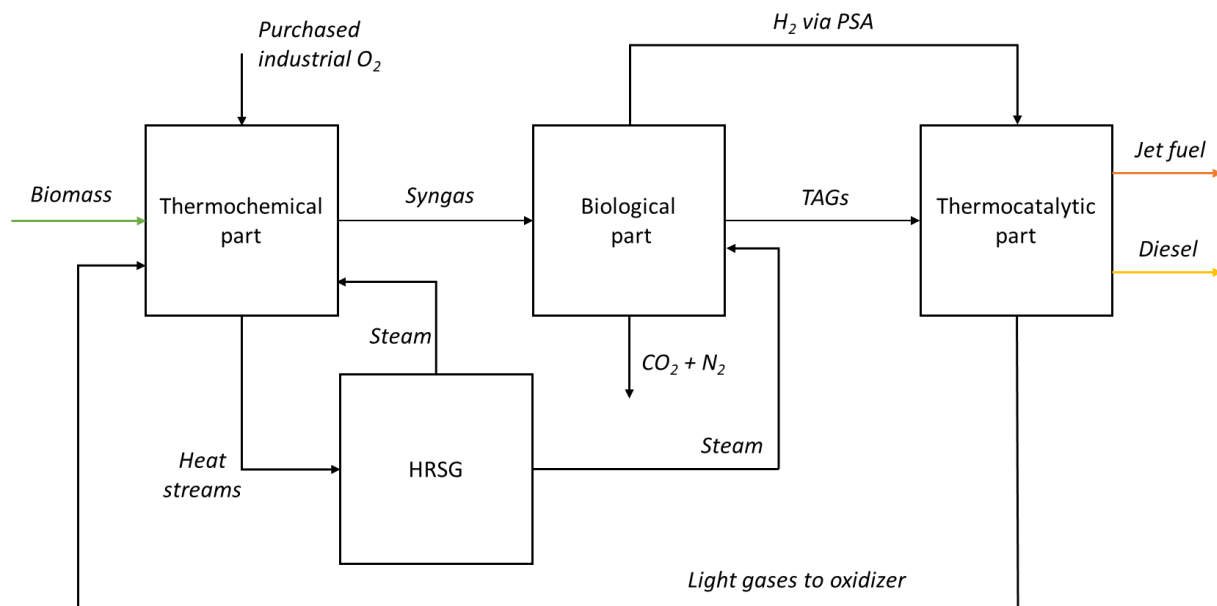 H₂ via PSA
Purchased
industrial O₂
Biomass
Thermochemical
part
Syngas
Biological
part
TAGs
Thermocatalytic
part
Jet fuel
Diesel
Steam
CO₂ + N₂
Heat
streams
HRSG
Steam
Light gases to oxidizer